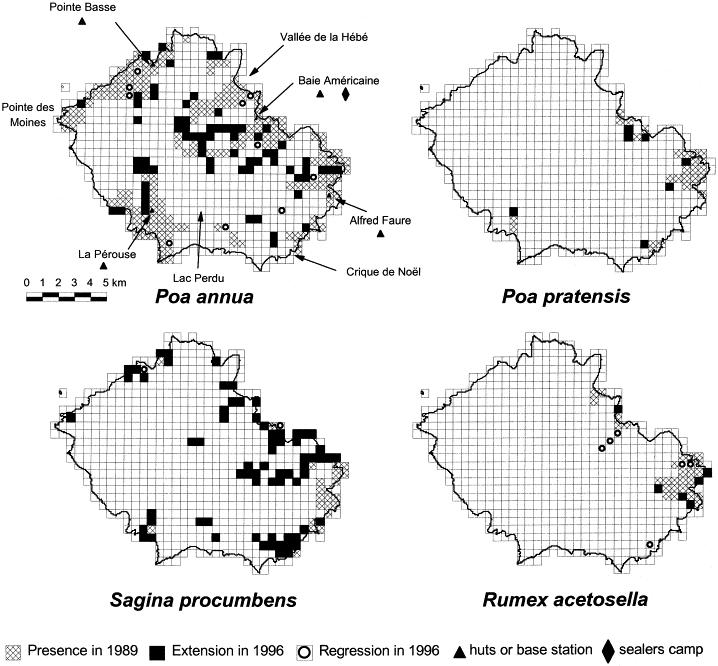 Pointe Basse
Vallée de la Hébé
Baie Américaine
Pointe des
Moines
Alfred Faure
La Pérouse
Lac Perdu
Crique de Noël
0 1 2 3 4 5 km
Poa annua
Poa pratensis
Sagina procumbens
Rumex acetosella
Presence in 1989 Extension in 1996 Regression in 1996 huts or base station sealers camp